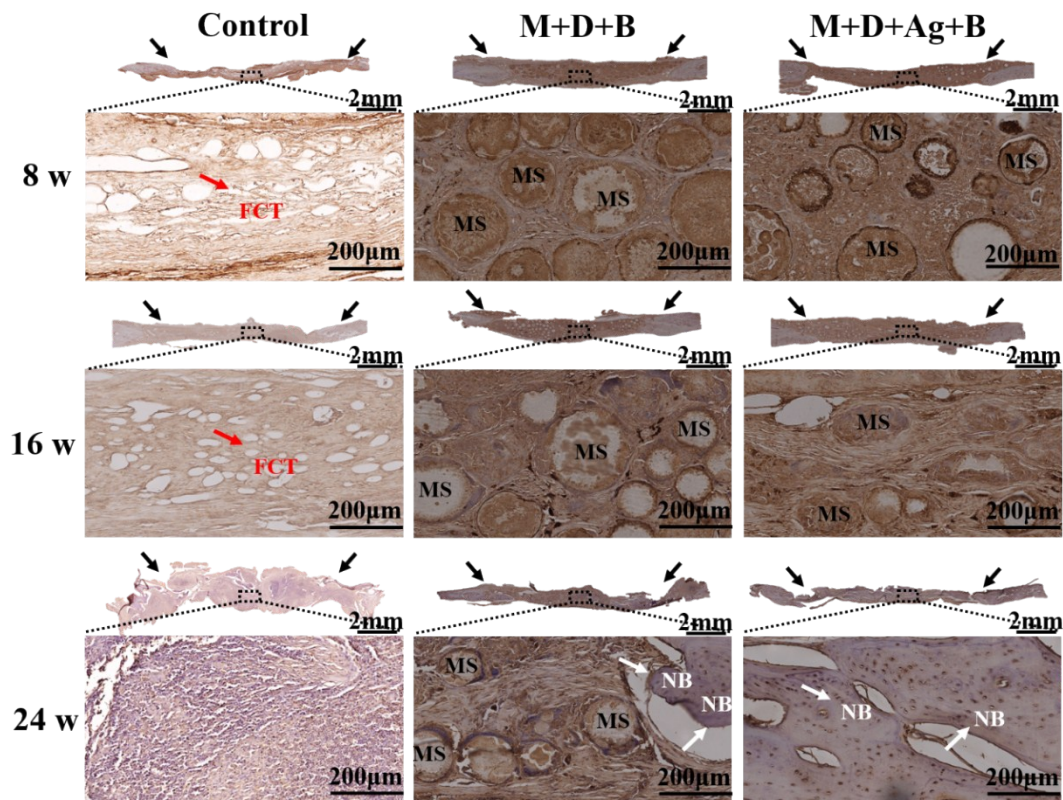 Control M+D+B M+D+Ag+B
2mm 2mm 2mm
8 w
FCT MS MS MS MS MS MS
200μm 200μm 200μm
2mm 2mm 2mm
16 w
FCT MS MS MS MS MS
200μm 200μm 200μm
2mm 2mm 2mm
24 w
MS NB NB MS MS NB NB
200μm 200μm 200μm